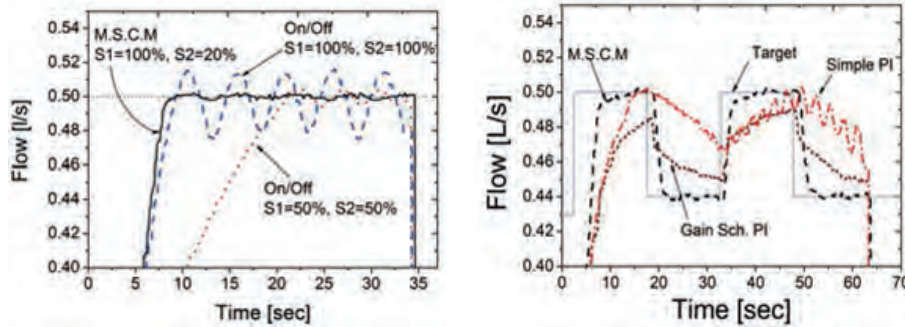 0.54
0.52
0.50
0.48
0.46
0.44
0.42
0.40
Flow [l/s]
On/Off
S1=100%, S2=100%
M.S.C.M
S1=100%, S2=20%
On/Off
S1=50%, S2=50%
0 5 10 15 20 25 30 35 40
Time [sec]
0.54
0.52
0.50
0.48
0.46
0.44
0.42
0.40
Flow [L/s]
M.S.C.M
Target
Simple PI
Gain Sch. PI
0 10 20 30 40 50 60 70
Time [sec]